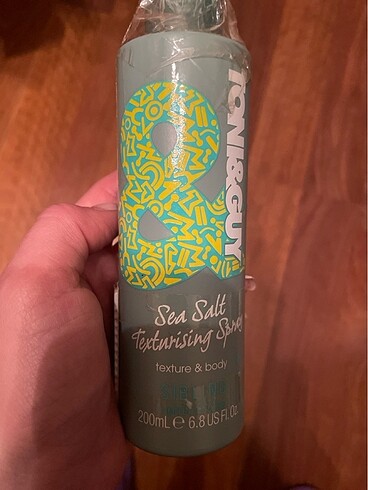 TONI&GUY
&
Sea Salt
Texturising Spray
texture & body
200mL ℮ 6.8 US Fl. Oz.